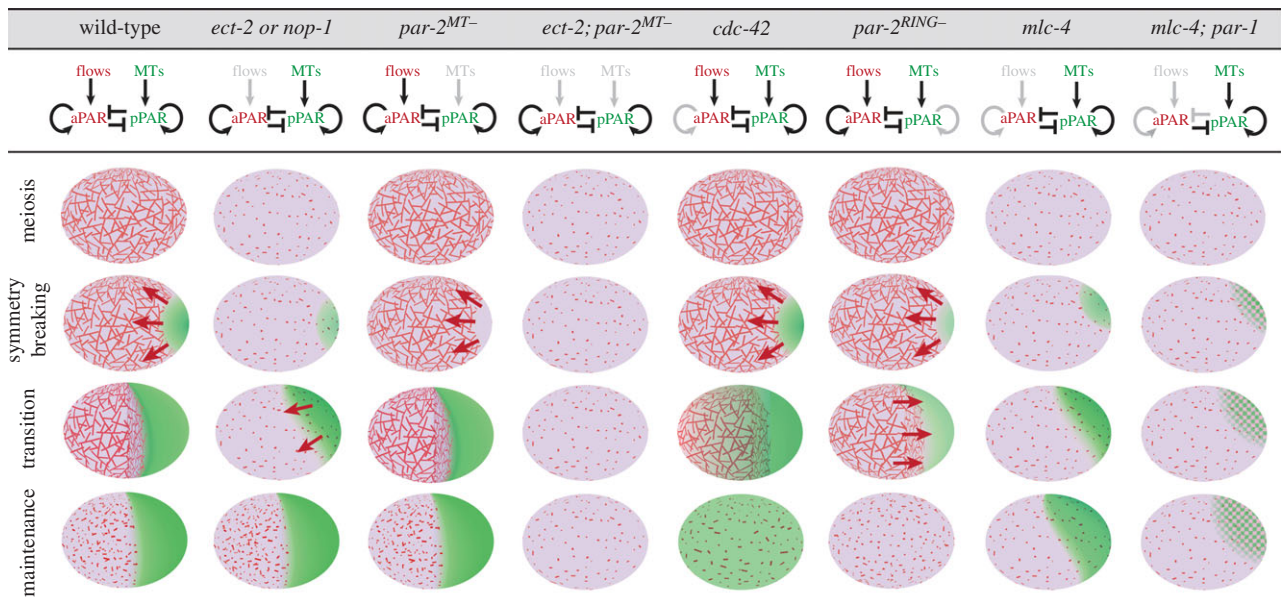 wild-type ect-2 or nop-1 par-2MT– ect-2; par-2MT– cdc-42 par-2RING– mlc-4 mlc-4; par-1
flows MTs flows MTs flows MTs flows MTs flows MTs flows MTs flows MTs flows MTs
aPAR pPAR aPAR pPAR aPAR pPAR aPAR pPAR aPAR pPAR aPAR pPAR aPAR pPAR aPAR pPAR
meiosis
symmetry
breaking
transition
maintenance